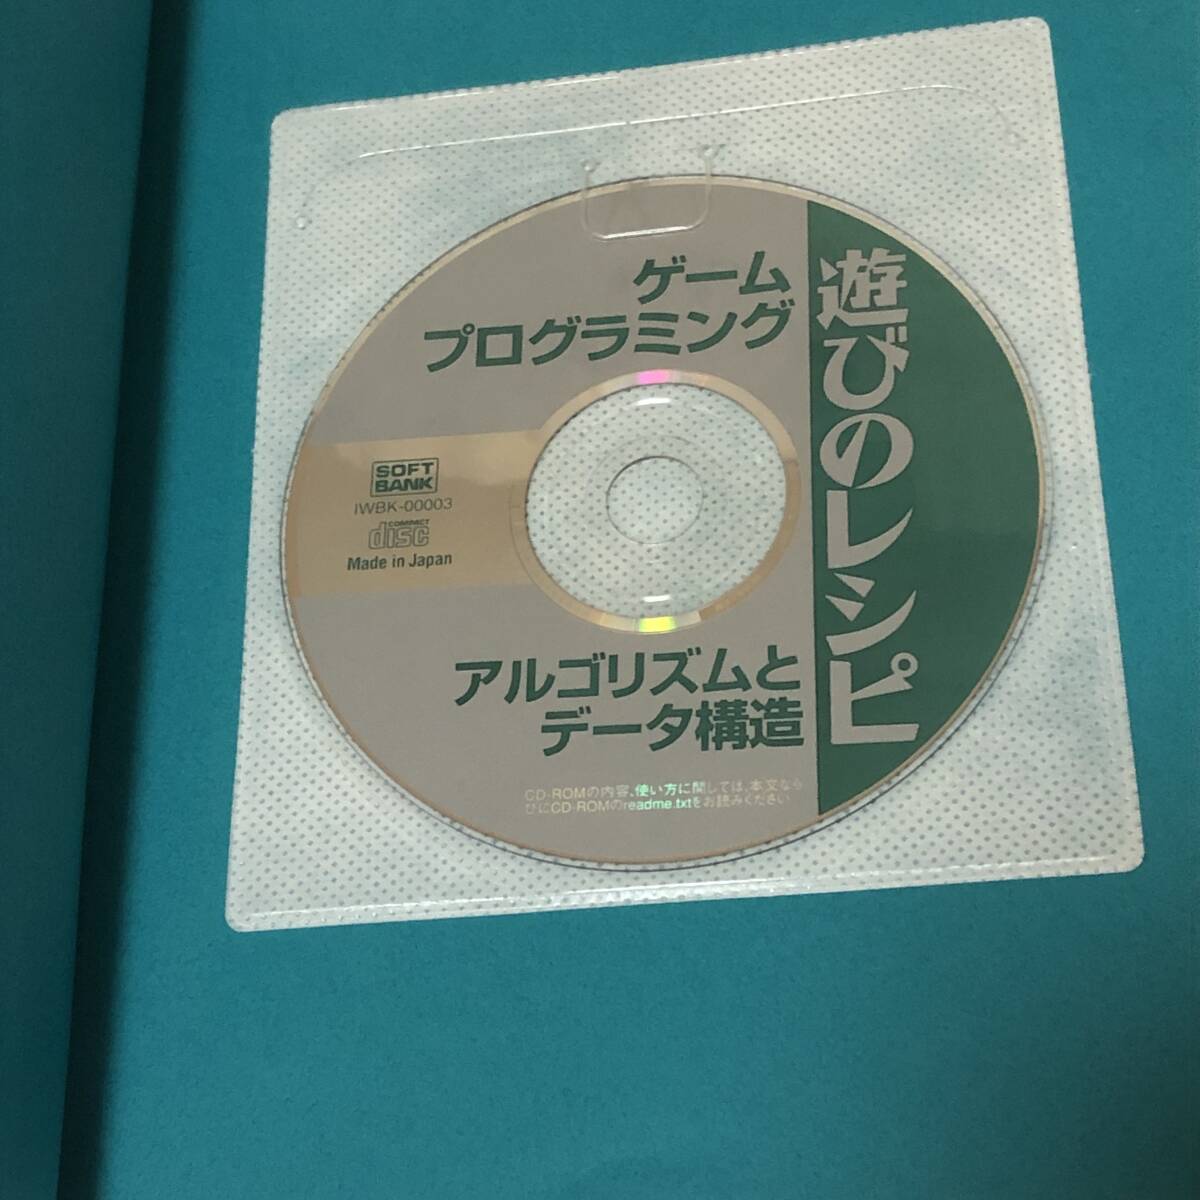 遊びのレシピ
ゲーム
プログラミング
SOFT
BANK
IWBK-00003
COMPACT
disc
Made in Japan
アルゴリズムと
データ構造
CD-ROMの内容、使い方に関しては、本文なら
びにCD-ROMのreadme.txtをお読みください